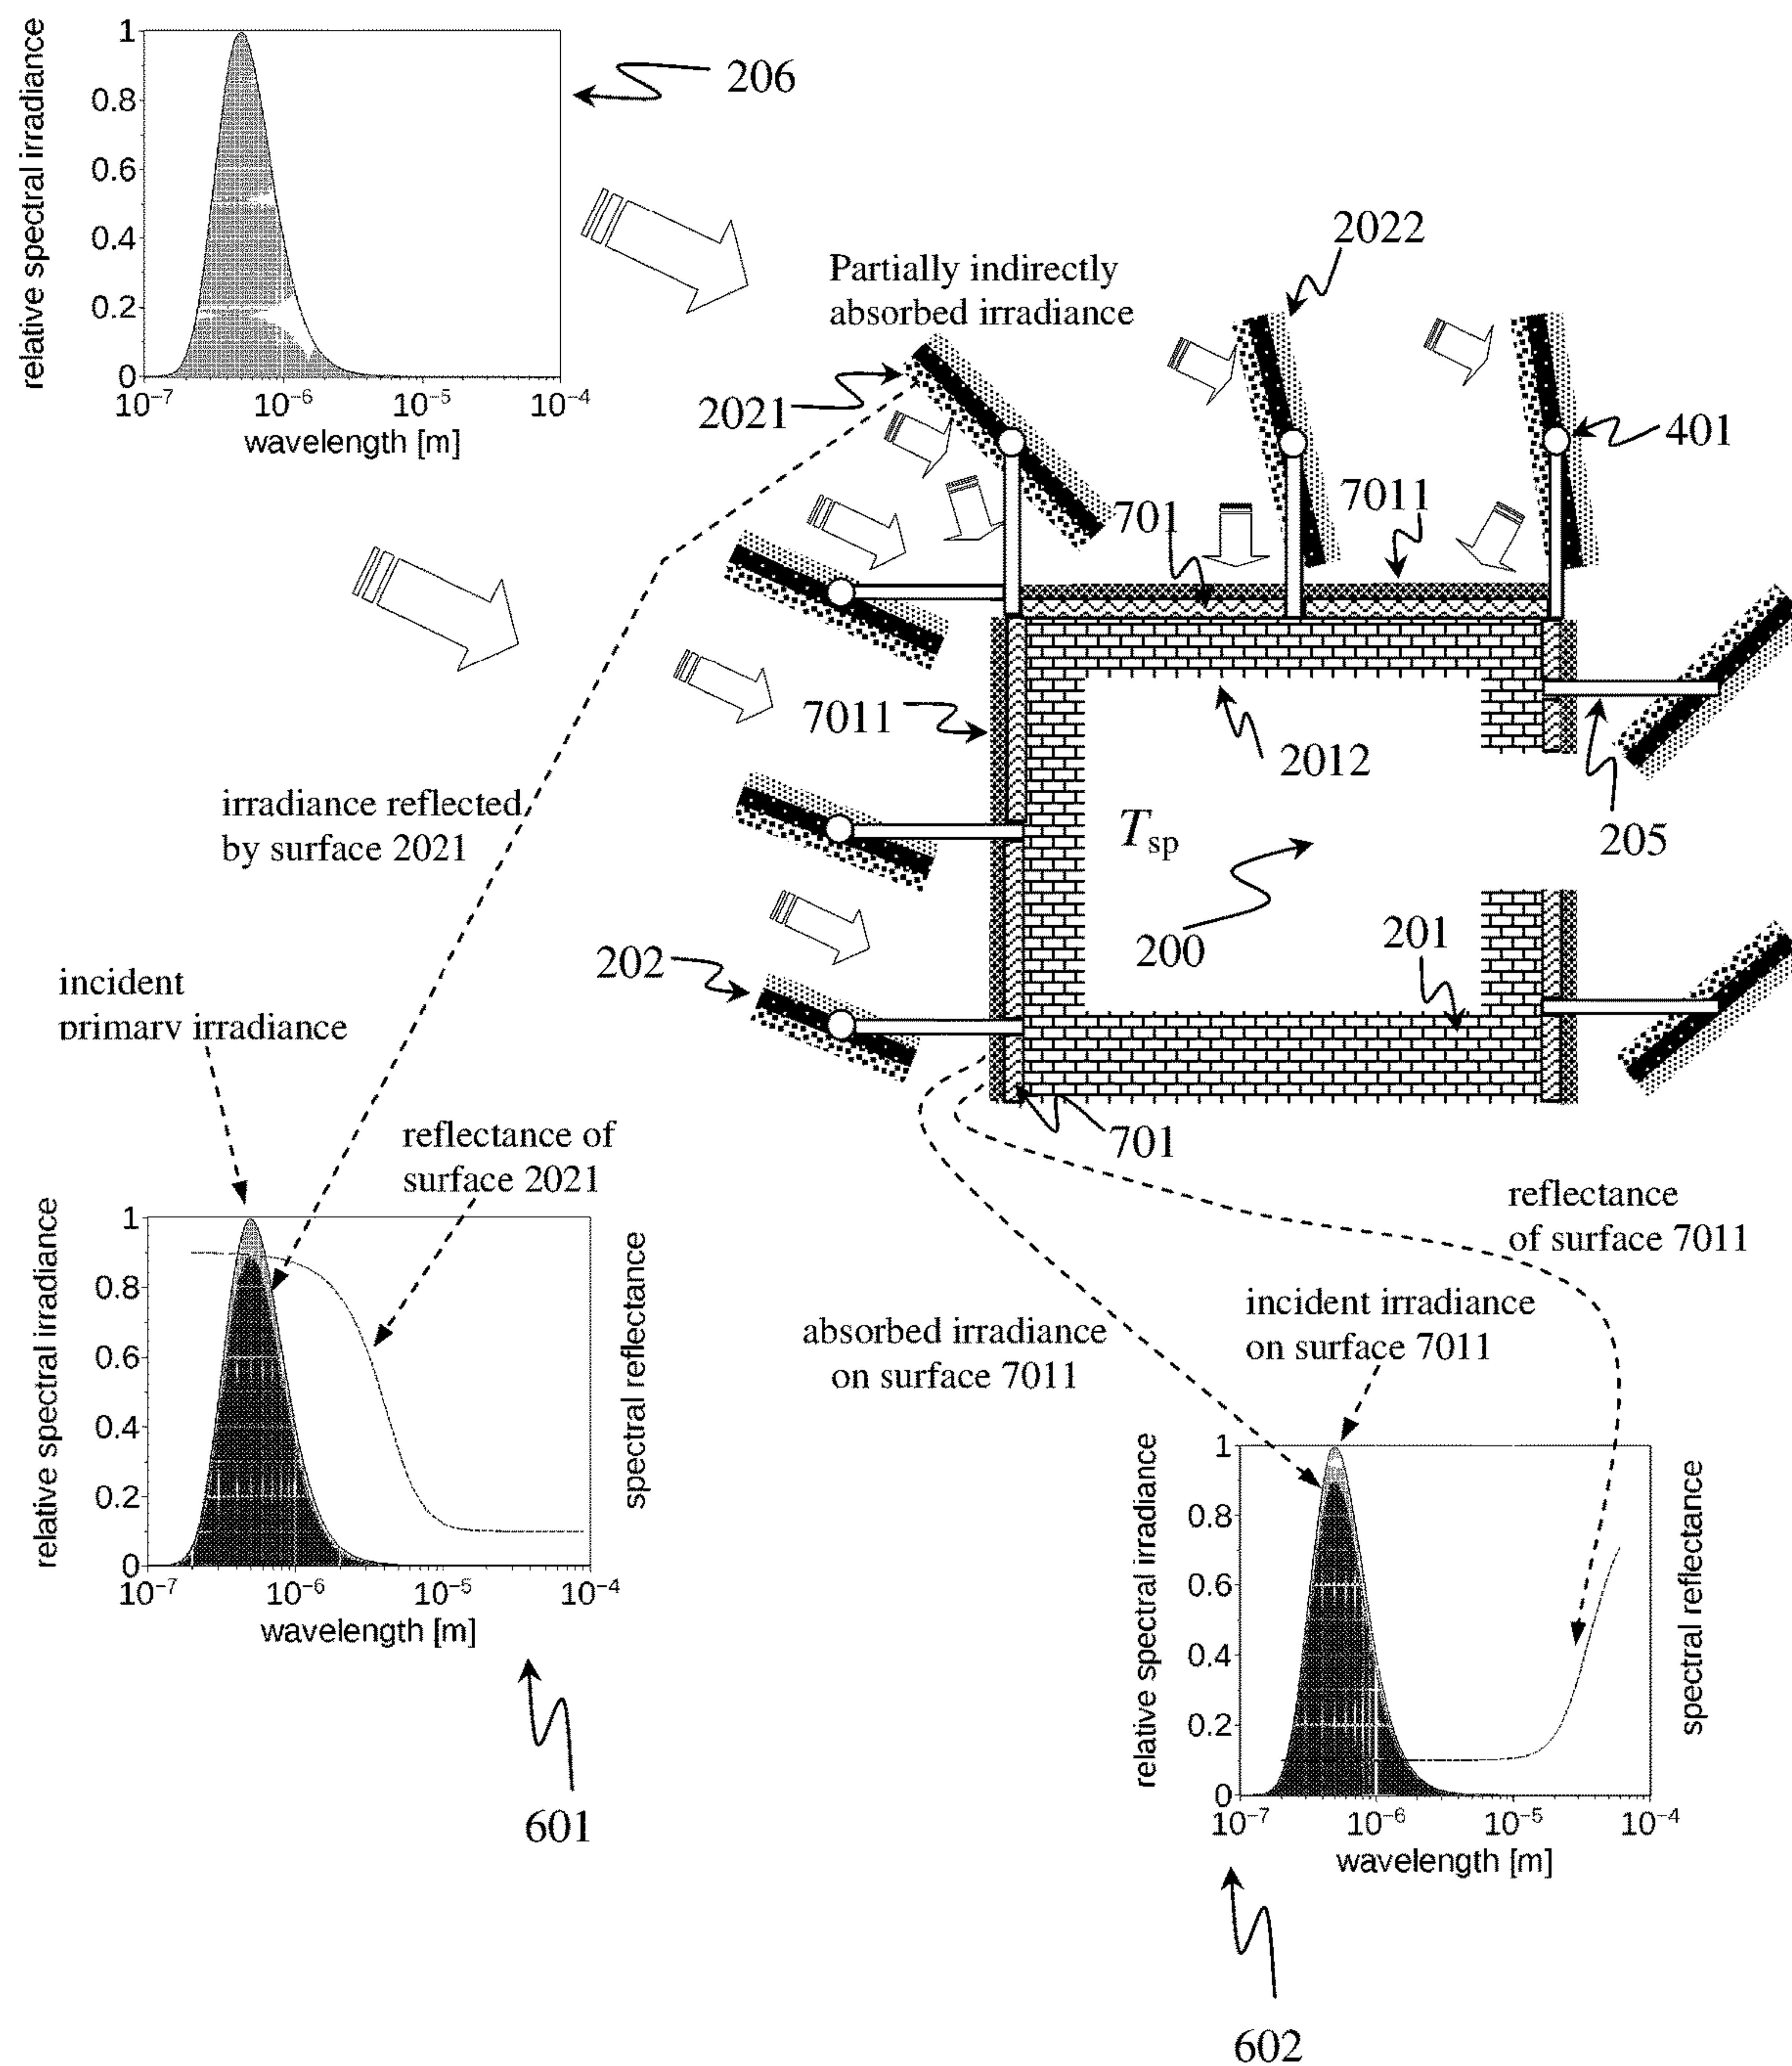 relative spectral irradiance
1
0.8
0.6
0.4
0.2
0
10⁻⁷ 10⁻⁶ 10⁻⁵ 10⁻⁴
wavelength [m]
206
Partially indirectly
absorbed irradiance
2022
2021
401
701
7011
7011
2012
205
T_sp
200
201
202
701
irradiance reflected
by surface 2021
incident
primary irradiance
reflectance of
surface 2021
relative spectral irradiance
spectral reflectance
1
0.8
0.6
0.4
0.2
0
10⁻⁷ 10⁻⁶ 10⁻⁵ 10⁻⁴
wavelength [m]
601
reflectance
of surface 7011
incident irradiance
on surface 7011
absorbed irradiance
on surface 7011
relative spectral irradiance
spectral reflectance
1
0.8
0.6
0.4
0.2
0
10⁻⁷ 10⁻⁶ 10⁻⁵ 10⁻⁴
wavelength [m]
602